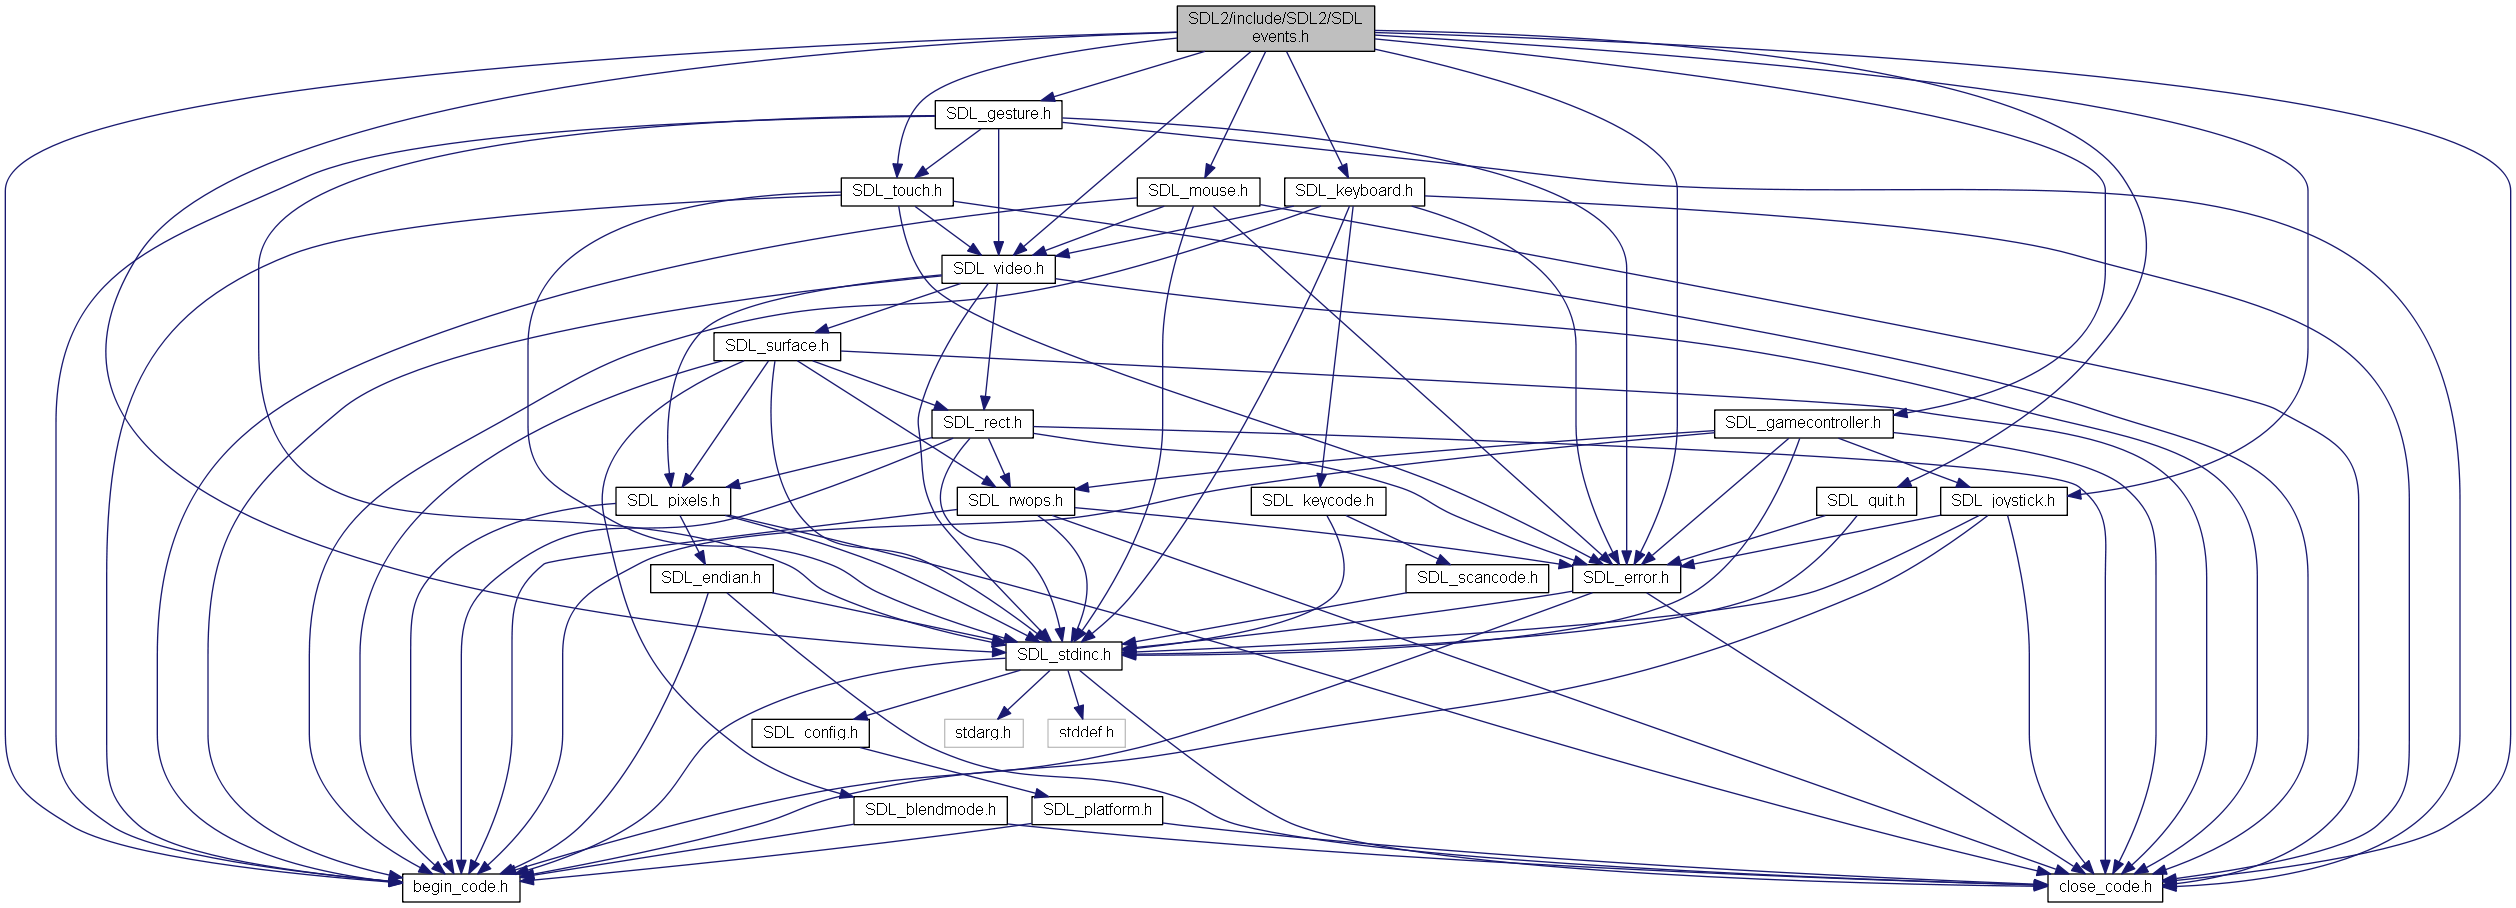 SDL2/include/SDL2/SDL
events.h
SDL_gesture.h
SDL_touch.h
SDL_mouse.h
SDL_keyboard.h
SDL_video.h
SDL_surface.h
SDL_rect.h
SDL_gamecontroller.h
SDL_pixels.h
SDL_rwops.h
SDL_keycode.h
SDL_quit.h
SDL_joystick.h
SDL_endian.h
SDL_scancode.h
SDL_error.h
SDL_stdinc.h
SDL_config.h
stdarg.h
stddef.h
SDL_blendmode.h
SDL_platform.h
begin_code.h
close_code.h